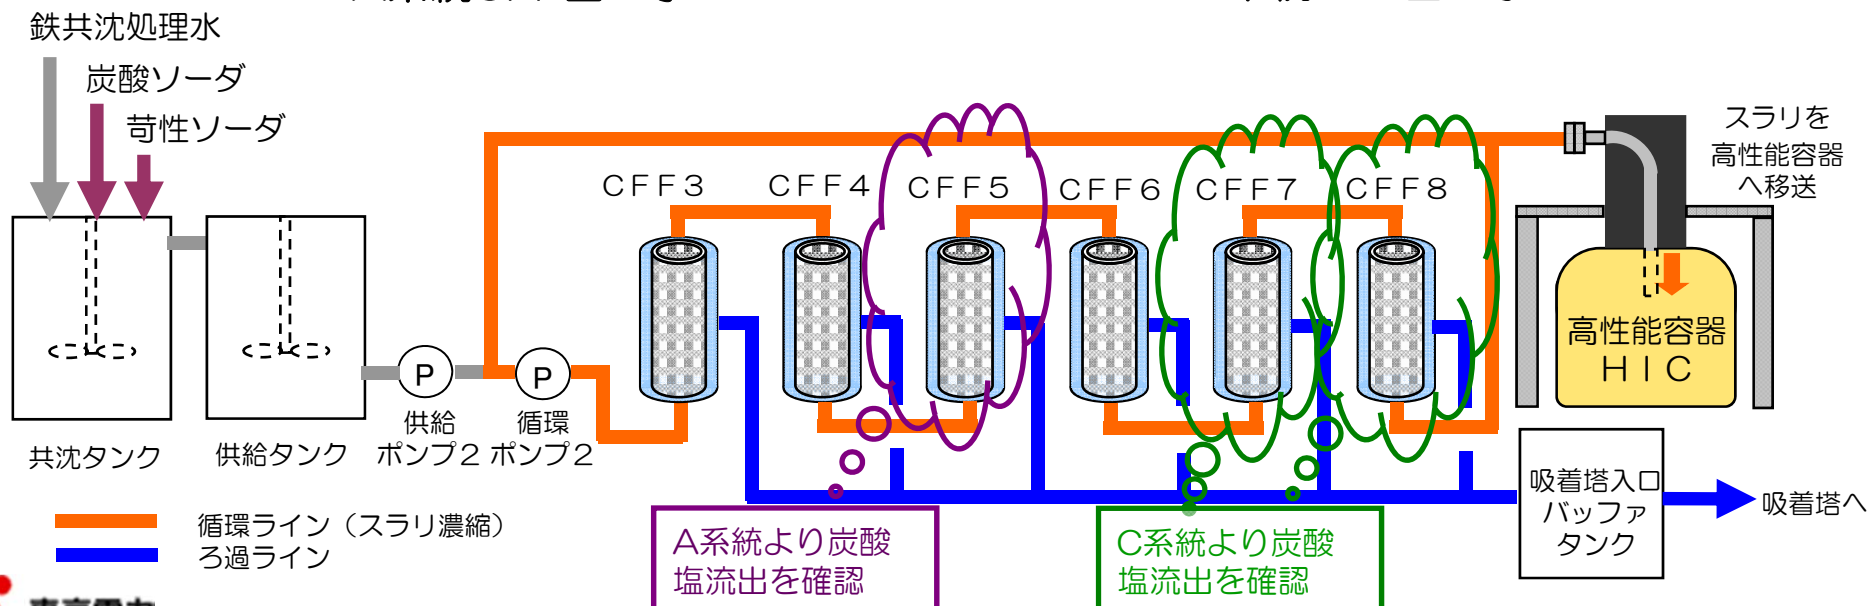 鉄共沈処理水
炭酸ソーダ
苛性ソーダ
スラリを
高性能容器
へ移送
CFF3
CFF4
CFF5
CFF6
CFF7
CFF8
高性能容器
HIC
P
P
供給
ポンプ2
循環
ポンプ2
共沈タンク
供給タンク
吸着塔入口
バッファ
タンク
吸着塔へ
循環ライン（スラリ濃縮）
ろ過ライン
A系統より炭酸
塩流出を確認
C系統より炭酸
塩流出を確認